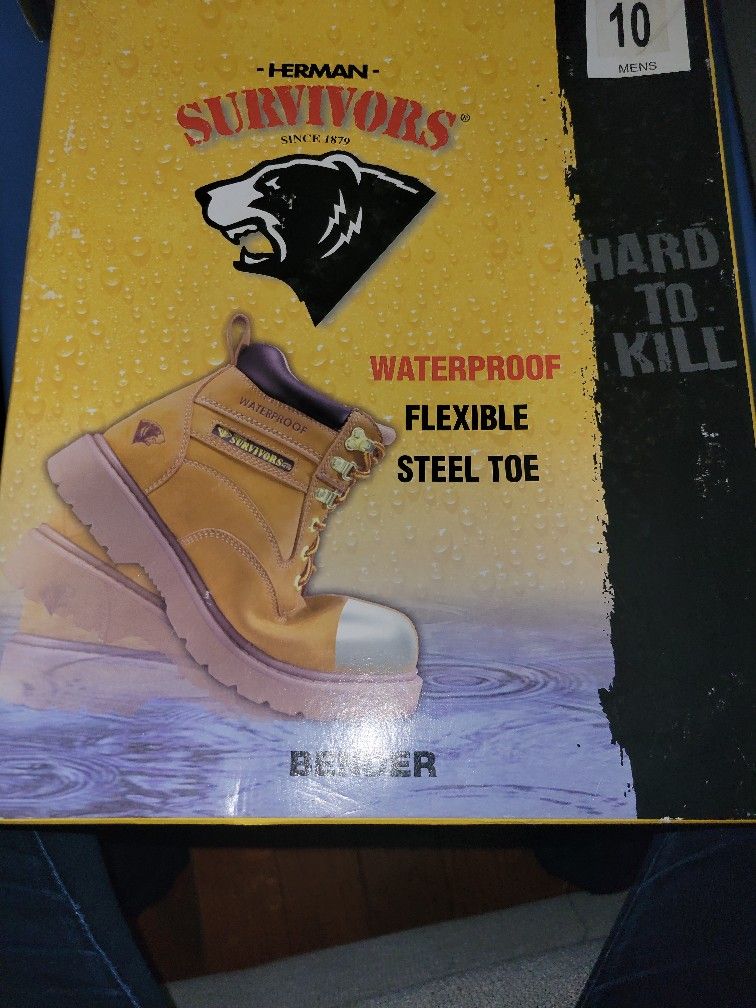 10
MENS
- HERMAN -
SURVIVORS®
SINCE 1879
HARD
TO
KILL
WATERPROOF
FLEXIBLE
STEEL TOE
WATERPROOF
SURVIVORS
BENDER